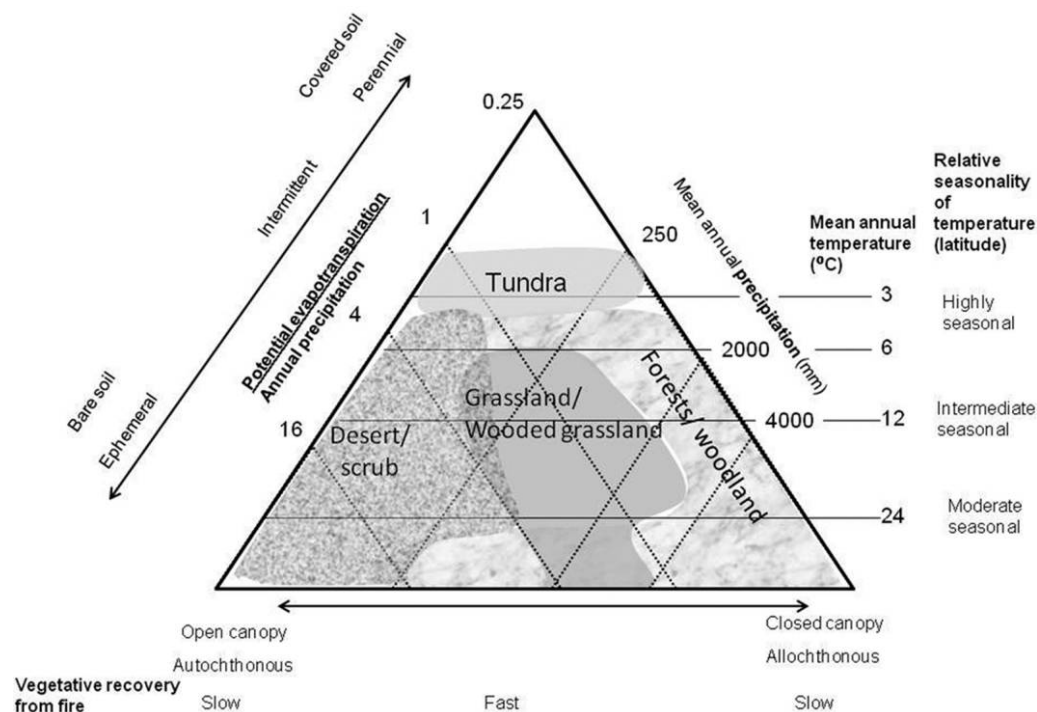 Covered soil
Perennial
Intermittent
Bare soil
Ephemeral
Potential evapotranspiration
Annual precipitation
0.25
1
4
16
250
2000
4000
Mean annual precipitation (mm)
Mean annual
temperature
(⁰C)
3
6
12
24
Relative
seasonality
of
temperature
(latitude)
Highly
seasonal
Intermediate
seasonal
Moderate
seasonal
Tundra
Grassland/
Wooded grassland
Desert/
scrub
Forests/ woodland
Open canopy
Autochthonous
Closed canopy
Allochthonous
Vegetative recovery
from fire
Slow
Fast
Slow